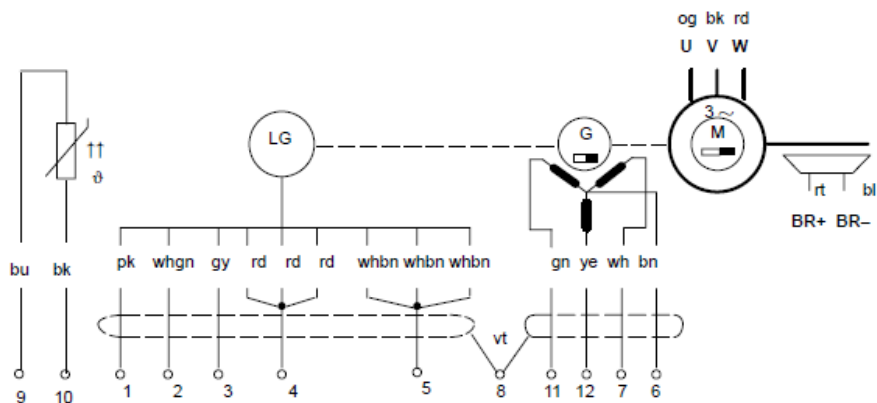 og bk rd
U V W
3 ~
M
G
LG
ϑ
rt bl
BR+ BR–
bu bk pk whgn gy rd rd rd whbn whbn whbn gn ye wh bn
vt
9 10 1 2 3 4 5 8 11 12 7 6